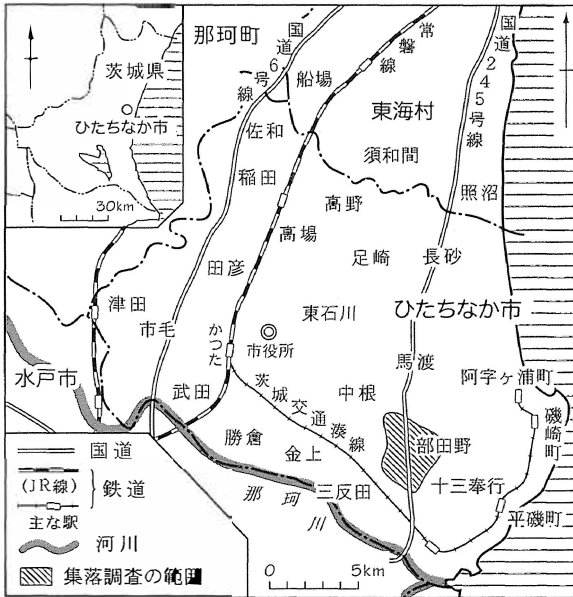 茨城県
ひたちなか市
30km
那珂町
国道6号線
船場
常磐線
国道245号線
東海村
佐和
須和間
稲田
照沼
高野
高場
足崎
長砂
田彦
津田
東石川
ひたちなか市
市毛
かつた
市役所
馬渡
水戸市
武田
茨城交通湊線
中根
阿字ヶ浦町
磯崎町
勝倉
金上
部田野
那珂川
三反田
十三奉行
平磯町
国道
(JR線)
鉄道
主な駅
河川
集落調査の範囲
0 5km